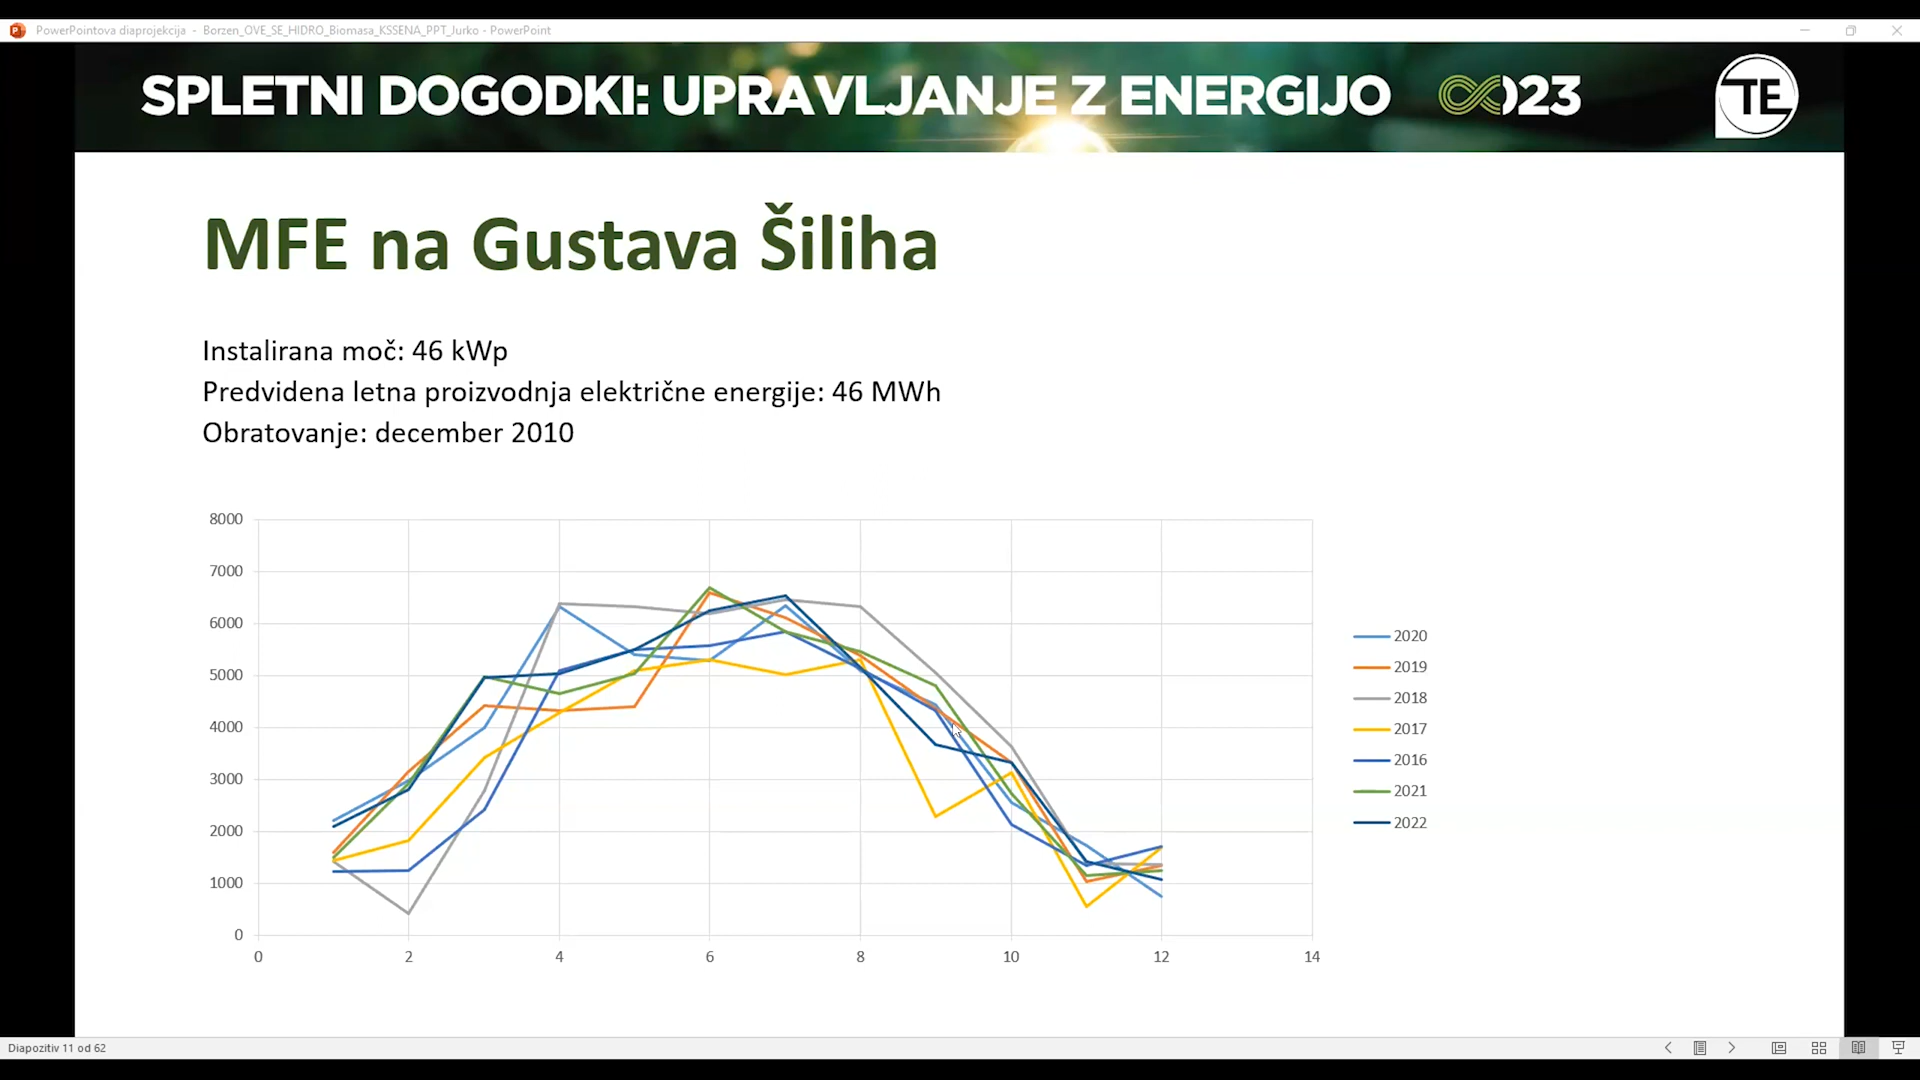 PowerPointova diaprojekcija - Borzen_OVE_SE_HIDRO_Biomasa_KSSENA_PPT_Jurko - PowerPoint
SPLETNI DOGODKI: UPRAVLJANJE Z ENERGIJO
023
TE
MFE na Gustava Šiliha
Instalirana moč: 46 kWp
Predvidena letna proizvodnja električne energije: 46 MWh
Obratovanje: december 2010
8000
7000
6000
5000
4000
3000
2000
1000
0
0 2 4 6 8 10 12 14
2020
2019
2018
2017
2016
2021
2022
Diapozitiv 11 od 62